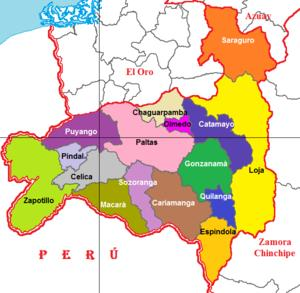 Azuay
Saraguro
El Oro
Chaguarpamba
Olmedo
Catamayo
Puyango
Paltas
Pindal
Gonzanamá
Celica
Sozoranga
Loja
Zapotillo
Quilanga
Macará
Cariamanga
Espíndola
PERÚ
Zamora
Chinchipe